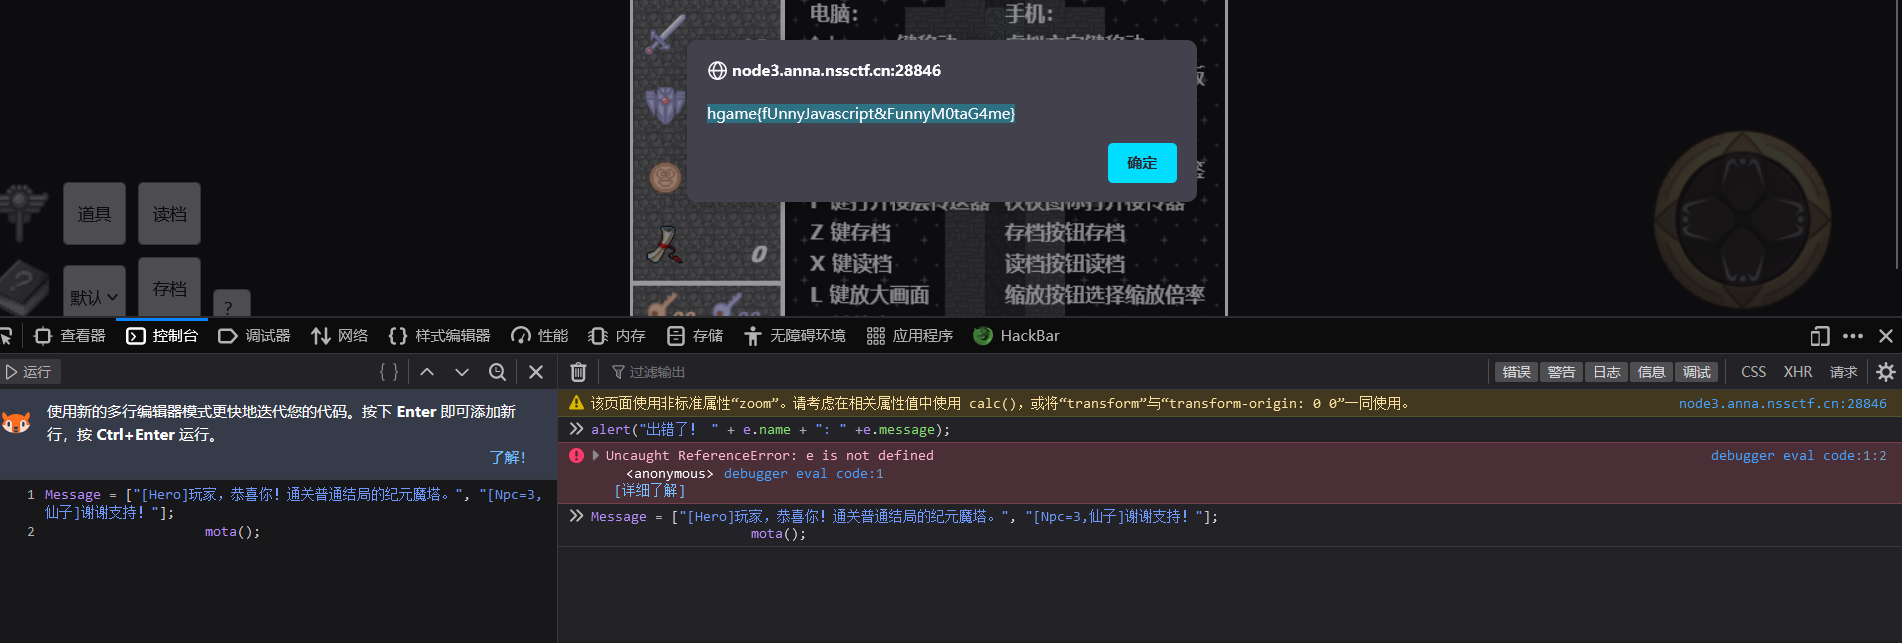 电脑: 手机:
node3.anna.nssctf.cn:28846
hgame{fUnnyJavascript&FunnyM0taG4me}
确定
道具 读档
Z 键存档 存档按钮存档
0
X 键读档 读档按钮读档
默认 存档 ?
L 键放大画面 缩放按钮选择缩放倍率
查看器 控制台 调试器 网络 {} 样式编辑器 性能 内存 存储 无障碍环境 应用程序 HackBar
运行 { } 过滤输出 错误 警告 日志 信息 调试 CSS XHR 请求
使用新的多行编辑器模式更快地迭代您的代码。按下 Enter 即可添加新
行，按 Ctrl+Enter 运行。
了解！
1 Message = ["[Hero]玩家，恭喜你！通关普通结局的纪元魔塔。", "[Npc=3,
仙子]谢谢支持！"];
2 mota();
该页面使用非标准属性“zoom”。请考虑在相关属性值中使用 calc()，或将“transform”与“transform-origin: 0 0”一同使用。 node3.anna.nssctf.cn:28846
alert("出错了！ " + e.name + ": " +e.message);
Uncaught ReferenceError: e is not defined debugger eval code:1:2
<anonymous> debugger eval code:1
[详细了解]
Message = ["[Hero]玩家，恭喜你！通关普通结局的纪元魔塔。", "[Npc=3,仙子]谢谢支持！"];
mota();